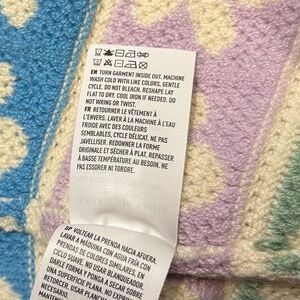 EN TURN GARMENT INSIDE OUT. MACHINE
WASH COLD WITH LIKE COLORS, GENTLE
CYCLE. DO NOT BLEACH. RESHAPE LAY
FLAT TO DRY. COOL IRON IF NEEDED. DO
NOT WRING OR TWIST.
FR RETOURNER LE VÊTEMENT À
L'ENVERS. LAVER À LA MACHINE À L'EAU
FROIDE AVEC DES COULEURS
SEMBLABLES, CYCLE DÉLICAT. NE PAS
JAVELLISER. REDONNER LA FORME
ORIGINALE ET SÉCHER À PLAT. REPASSER
À BASSE TEMPÉRATURE AU BESOIN. NE
PAS ESSORER NI TORDRE.
SP VOLTEAR LA PRENDA HACIA AFUERA.
LAVAR A MÁQUINA CON AGUA FRÍA CON
PRENDAS DE COLORES SIMILARES, EN
CICLO SUAVE. NO USAR BLANQUEADOR.
DARLE FORMA Y PONGA A SECAR SOBRE
UNA SUPERFICIE PLANA. NO
RETORCER. USAR PLANCHA
NECESARIO.